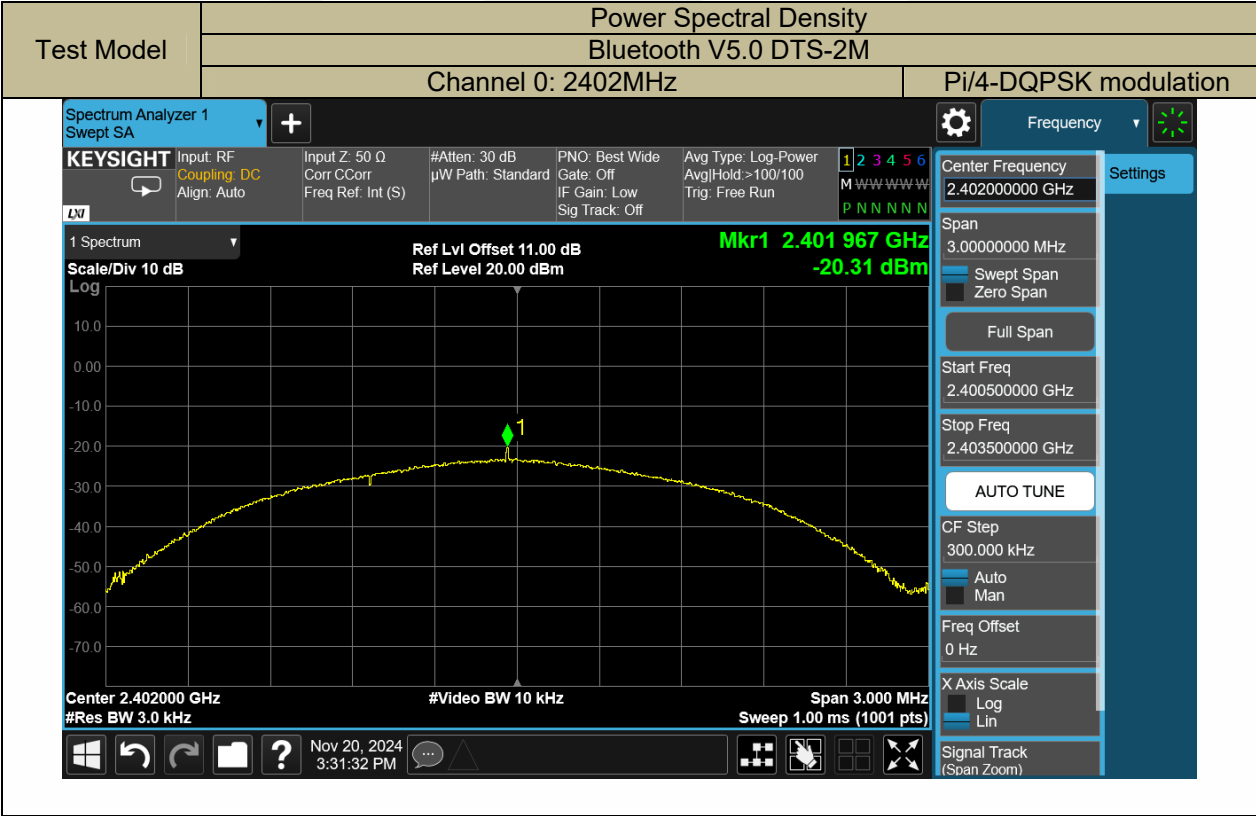 Test Model
Power Spectral Density
Bluetooth V5.0 DTS-2M
Channel 0: 2402MHz
Pi/4-DQPSK modulation
Spectrum Analyzer 1
Swept SA
+
Frequency
KEYSIGHT
LXI
Input: RF
Coupling: DC
Align: Auto
Input Z: 50 Ω
Corr CCorr
Freq Ref: Int (S)
#Atten: 30 dB
µW Path: Standard
PNO: Best Wide
Gate: Off
IF Gain: Low
Sig Track: Off
Avg Type: Log-Power
Avg|Hold:>100/100
Trig: Free Run
1 2 3 4 5 6
M W W W W W
P N N N N N
1 Spectrum
Scale/Div 10 dB
Ref Lvl Offset 11.00 dB
Ref Level 20.00 dBm
Mkr1 2.401 967 GHz
-20.31 dBm
Log
10.0
0.00
-10.0
-20.0
-30.0
-40.0
-50.0
-60.0
-70.0
1
Center 2.402000 GHz
#Res BW 3.0 kHz
#Video BW 10 kHz
Span 3.000 MHz
Sweep 1.00 ms (1001 pts)
Center Frequency
2.402000000 GHz
Settings
Span
3.00000000 MHz
Swept Span
Zero Span
Full Span
Start Freq
2.400500000 GHz
Stop Freq
2.403500000 GHz
AUTO TUNE
CF Step
300.000 kHz
Auto
Man
Freq Offset
0 Hz
X Axis Scale
Log
Lin
Signal Track
(Span Zoom)
?
Nov 20, 2024
3:31:32 PM